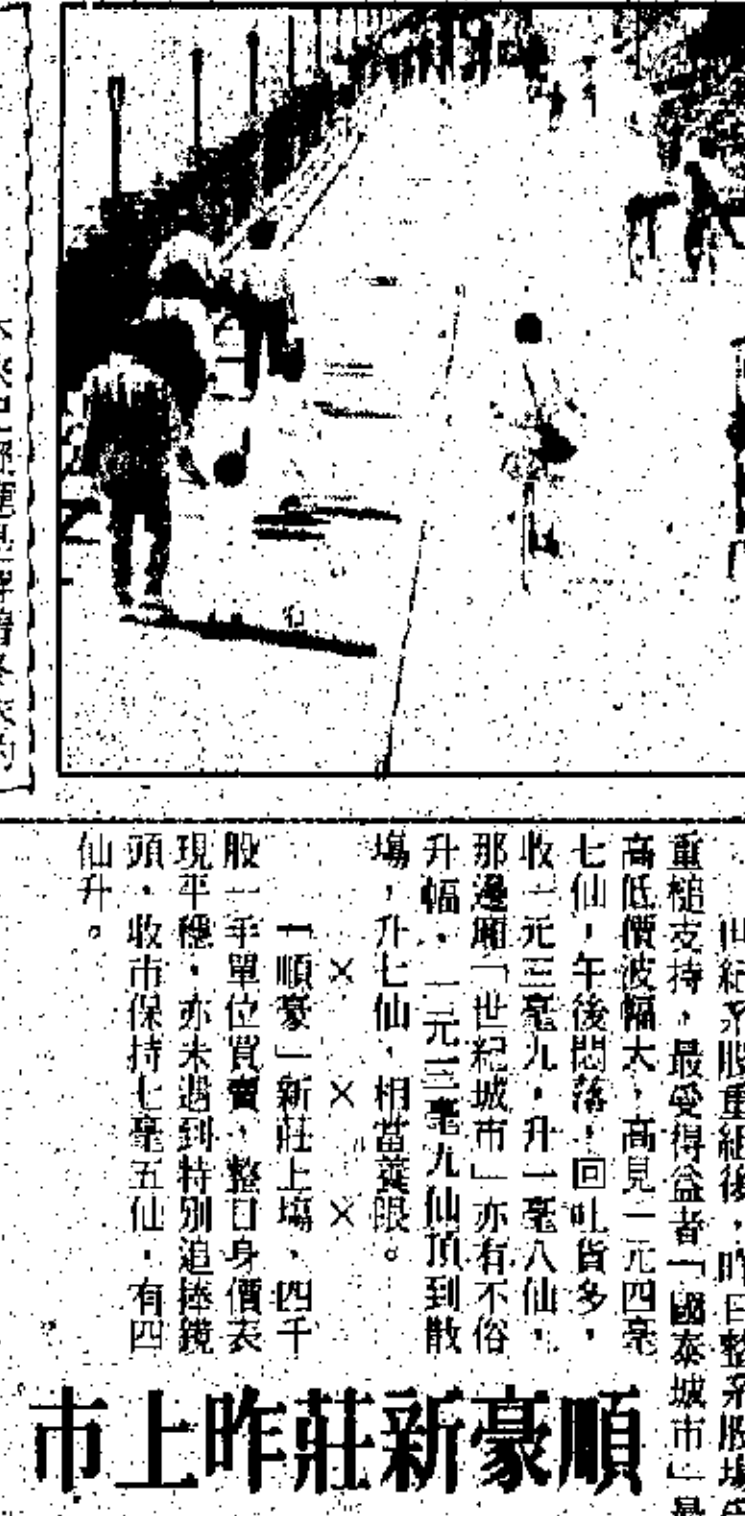 順豪新莊昨上市
世紀系股重組後，昨日整系股場
重槌支持，最受得益者「國泰城市」最
高低價波幅大，高見一元四毫
七仙，午後悶落，回吐貨多，
收一元三毫九，升一毫八仙，
那邊廂「世紀城市」亦有不俗
升幅，一元三毫九仙頂到散
塲，升七仙，相當養眼。
×　×　×
「順豪」新莊上塲，四千
股一手單位買賣，整日身價表
現平穩，亦未遇到特別追捧鏡
頭，收市保持七毫五仙，有四
仙升。